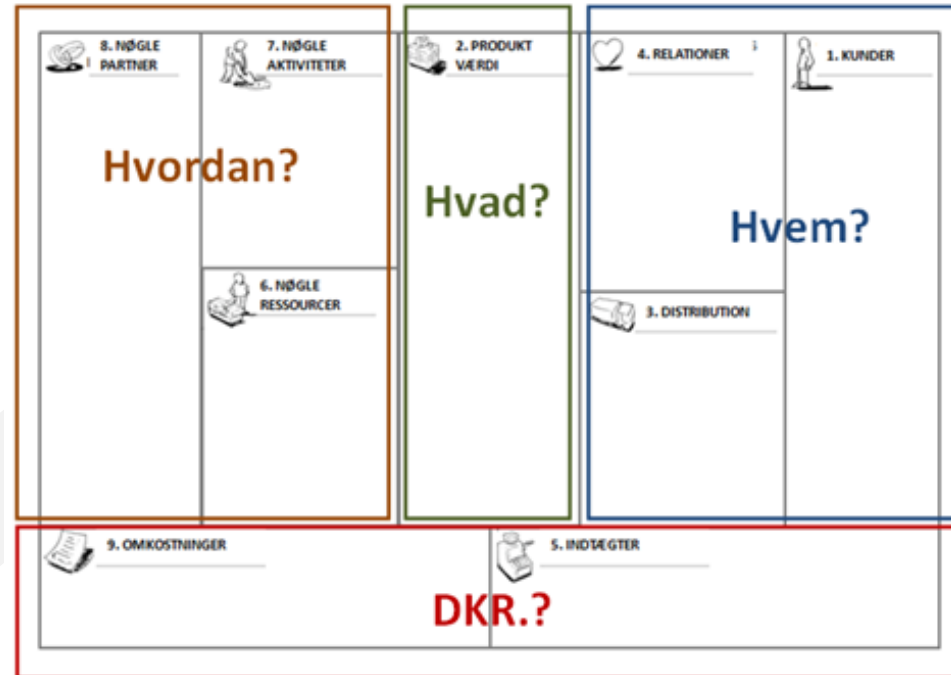 8. NØGLE
PARTNER
7. NØGLE
AKTIVITETER
2. PRODUKT
VÆRDI
4. RELATIONER
1. KUNDER
Hvordan?
Hvad?
Hvem?
6. NØGLE
RESSOURCER
3. DISTRIBUTION
9. OMKOSTNINGER
5. INDTÆGTER
DKR.?